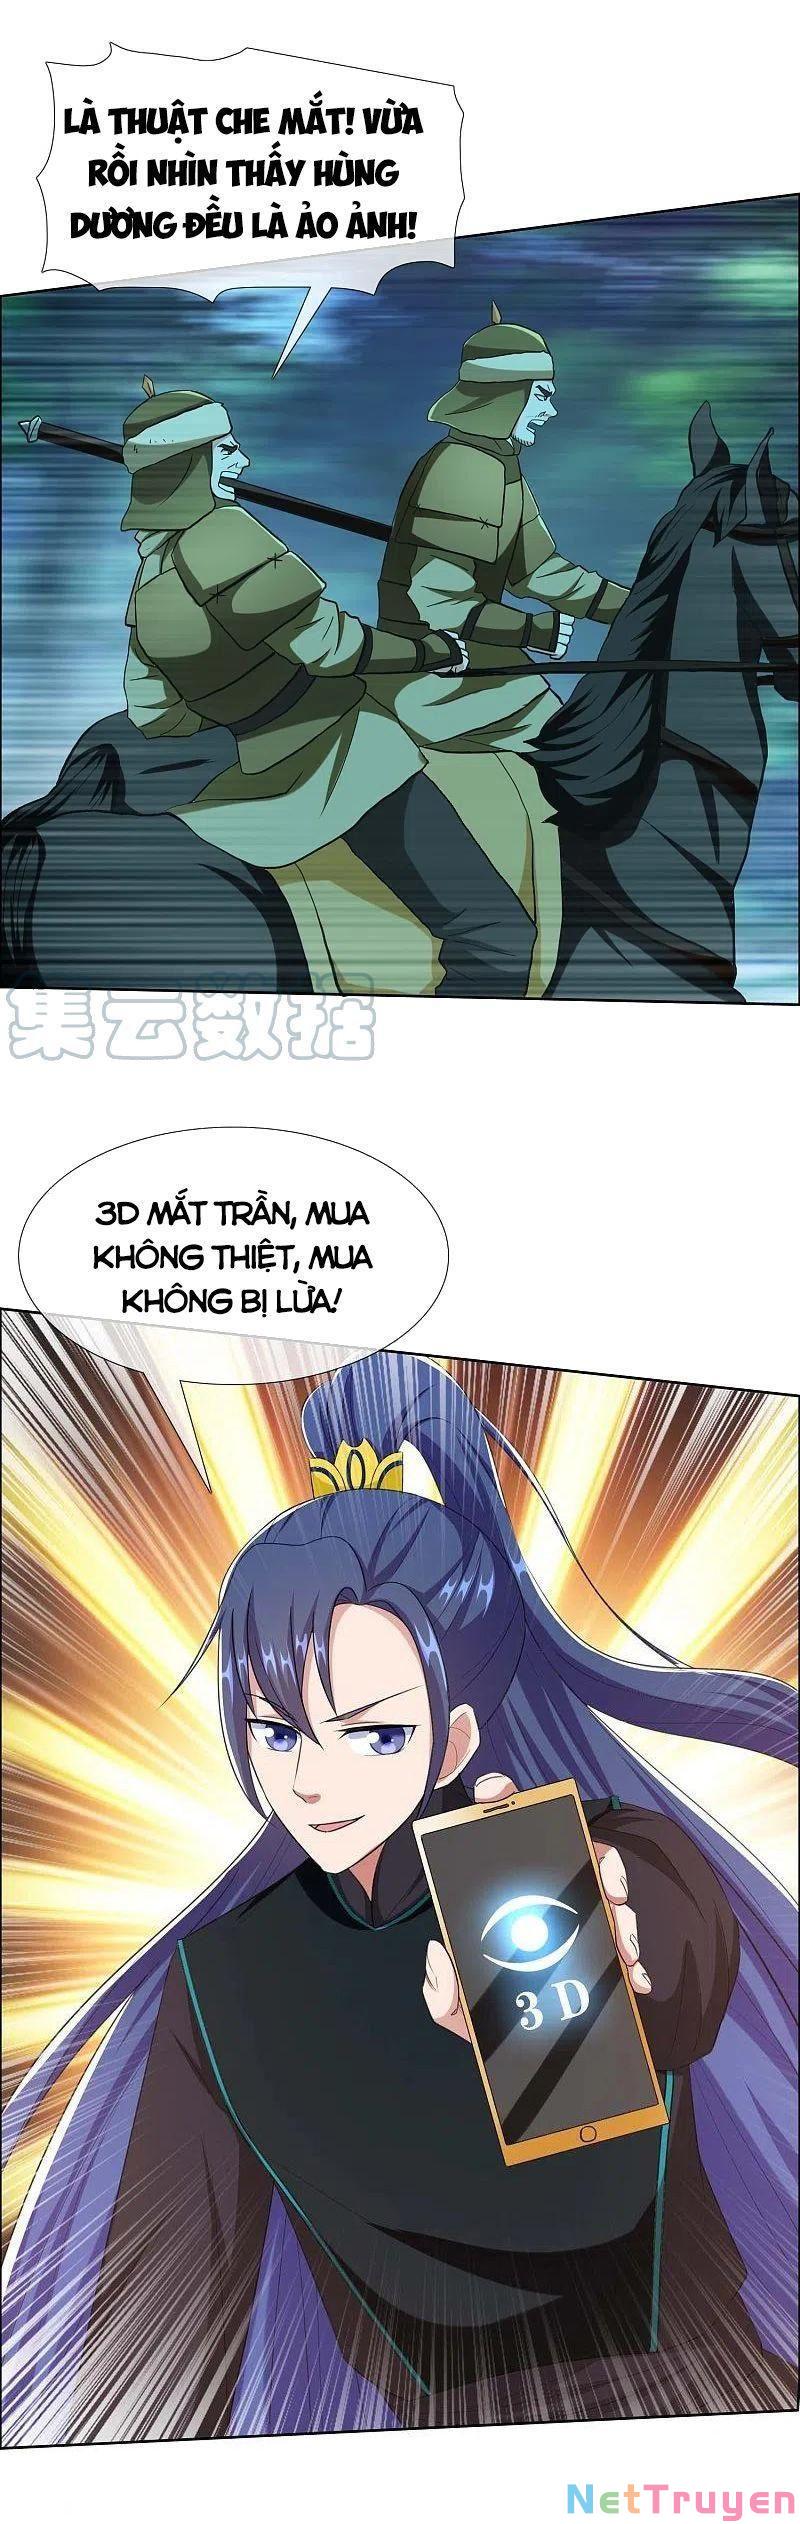 LÀ THUẬT CHE MẮT! VỪA
RỒI NHÌN THẤY HÙNG
DƯƠNG ĐỀU LÀ ẢO ẢNH!
集云数据
3D MẮT TRẦN, MUA
KHÔNG THIỆT, MUA
KHÔNG BỊ LỪA!
3D
NetTruyen